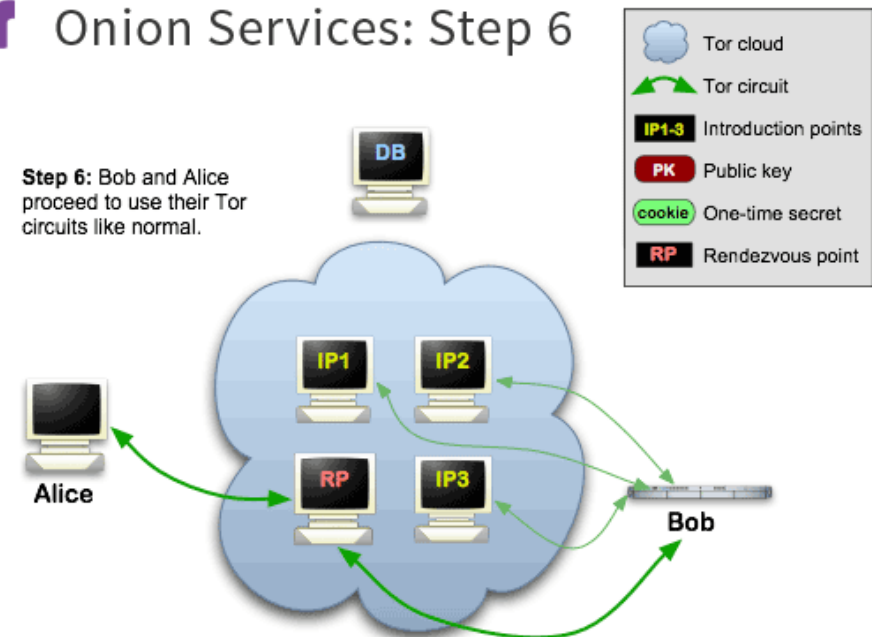 Onion Services: Step 6
Tor cloud
Tor circuit
IP1-3 Introduction points
PK Public key
cookie One-time secret
RP Rendezvous point
DB
Step 6: Bob and Alice
proceed to use their Tor
circuits like normal.
IP1 IP2
RP IP3
Alice
Bob